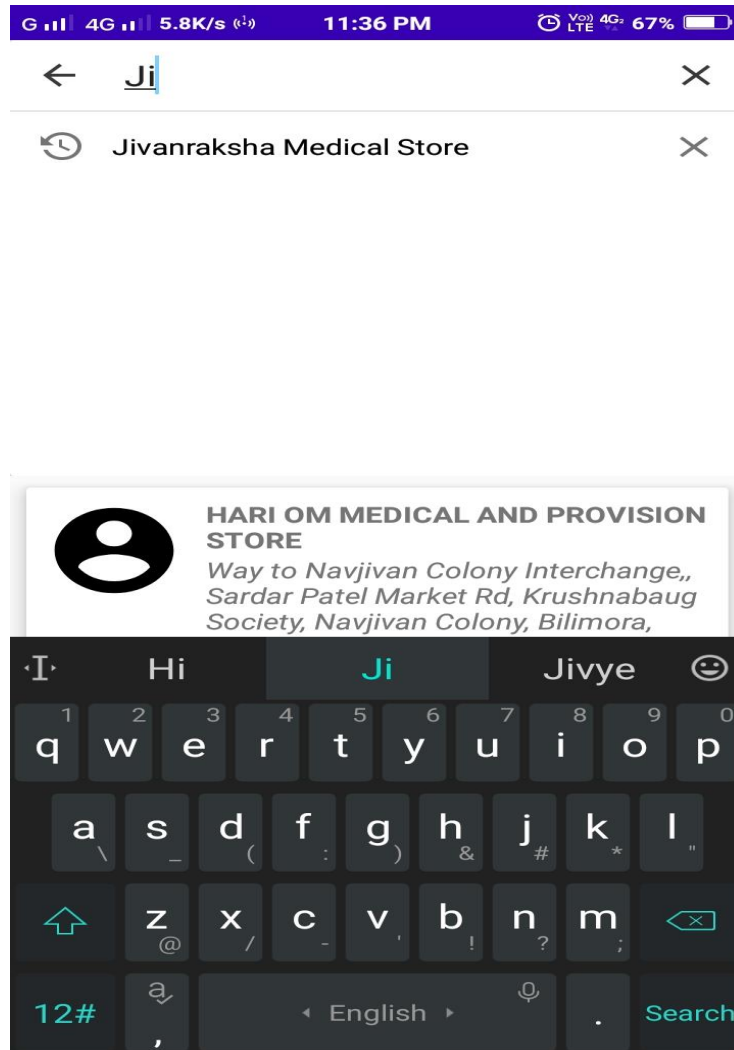 G 4G 5.8K/s 11:36 PM Vo)) LTE 4G 67%
Ji
Jivanraksha Medical Store
HARI OM MEDICAL AND PROVISION
STORE
Way to Navjivan Colony Interchange,,
Sardar Patel Market Rd, Krushnabaug
Society, Navjivan Colony, Bilimora,
Hi Ji Jivye
1 2 3 4 5 6 7 8 9 0
q w e r t y u i o p
a s d f g h j k l
\ _ ( : ) & # * "
z x c v b n m
@ / - ' ! ? ;
12# , English . Search